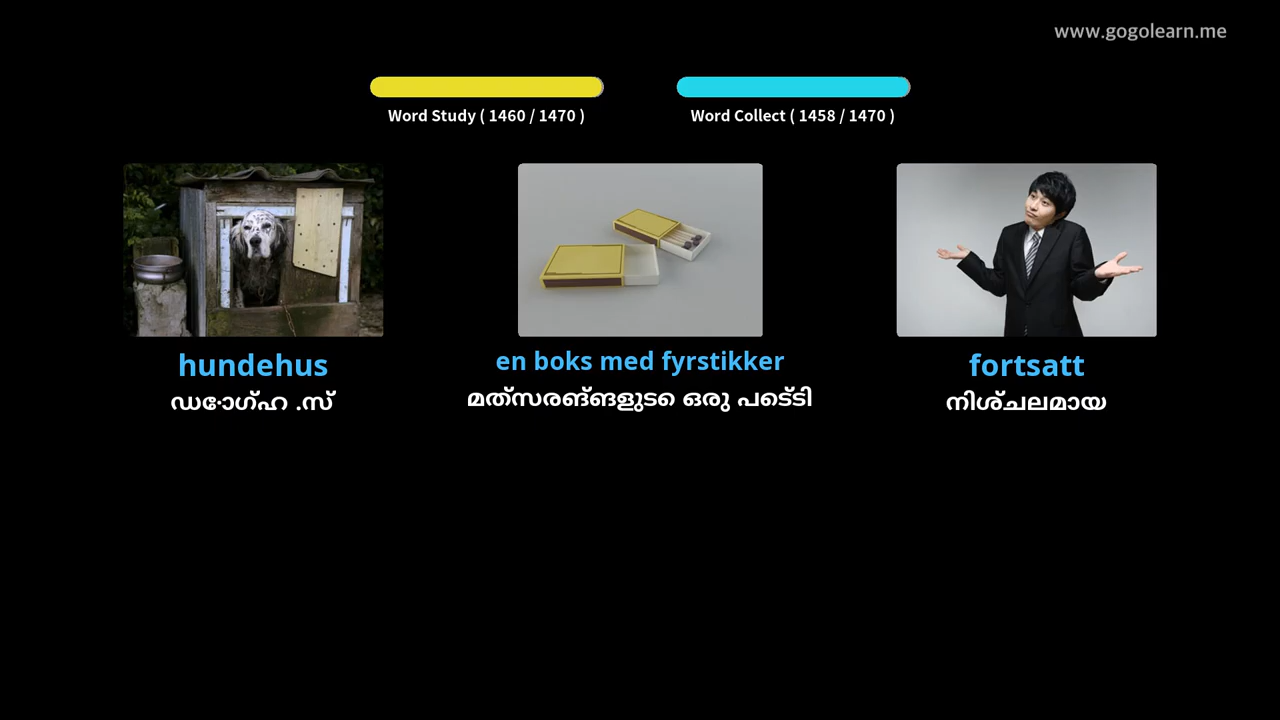 www.gogolearn.me
Word Study ( 1460 / 1470 )
Word Collect ( 1458 / 1470 )
hundehus
en boks med fyrstikker
fortsatt
ഡോഗ്ഹ .സ്
മത്സരങ്ങളുടെ ഒരു പെട്ടി
നിശ്ചലമായ